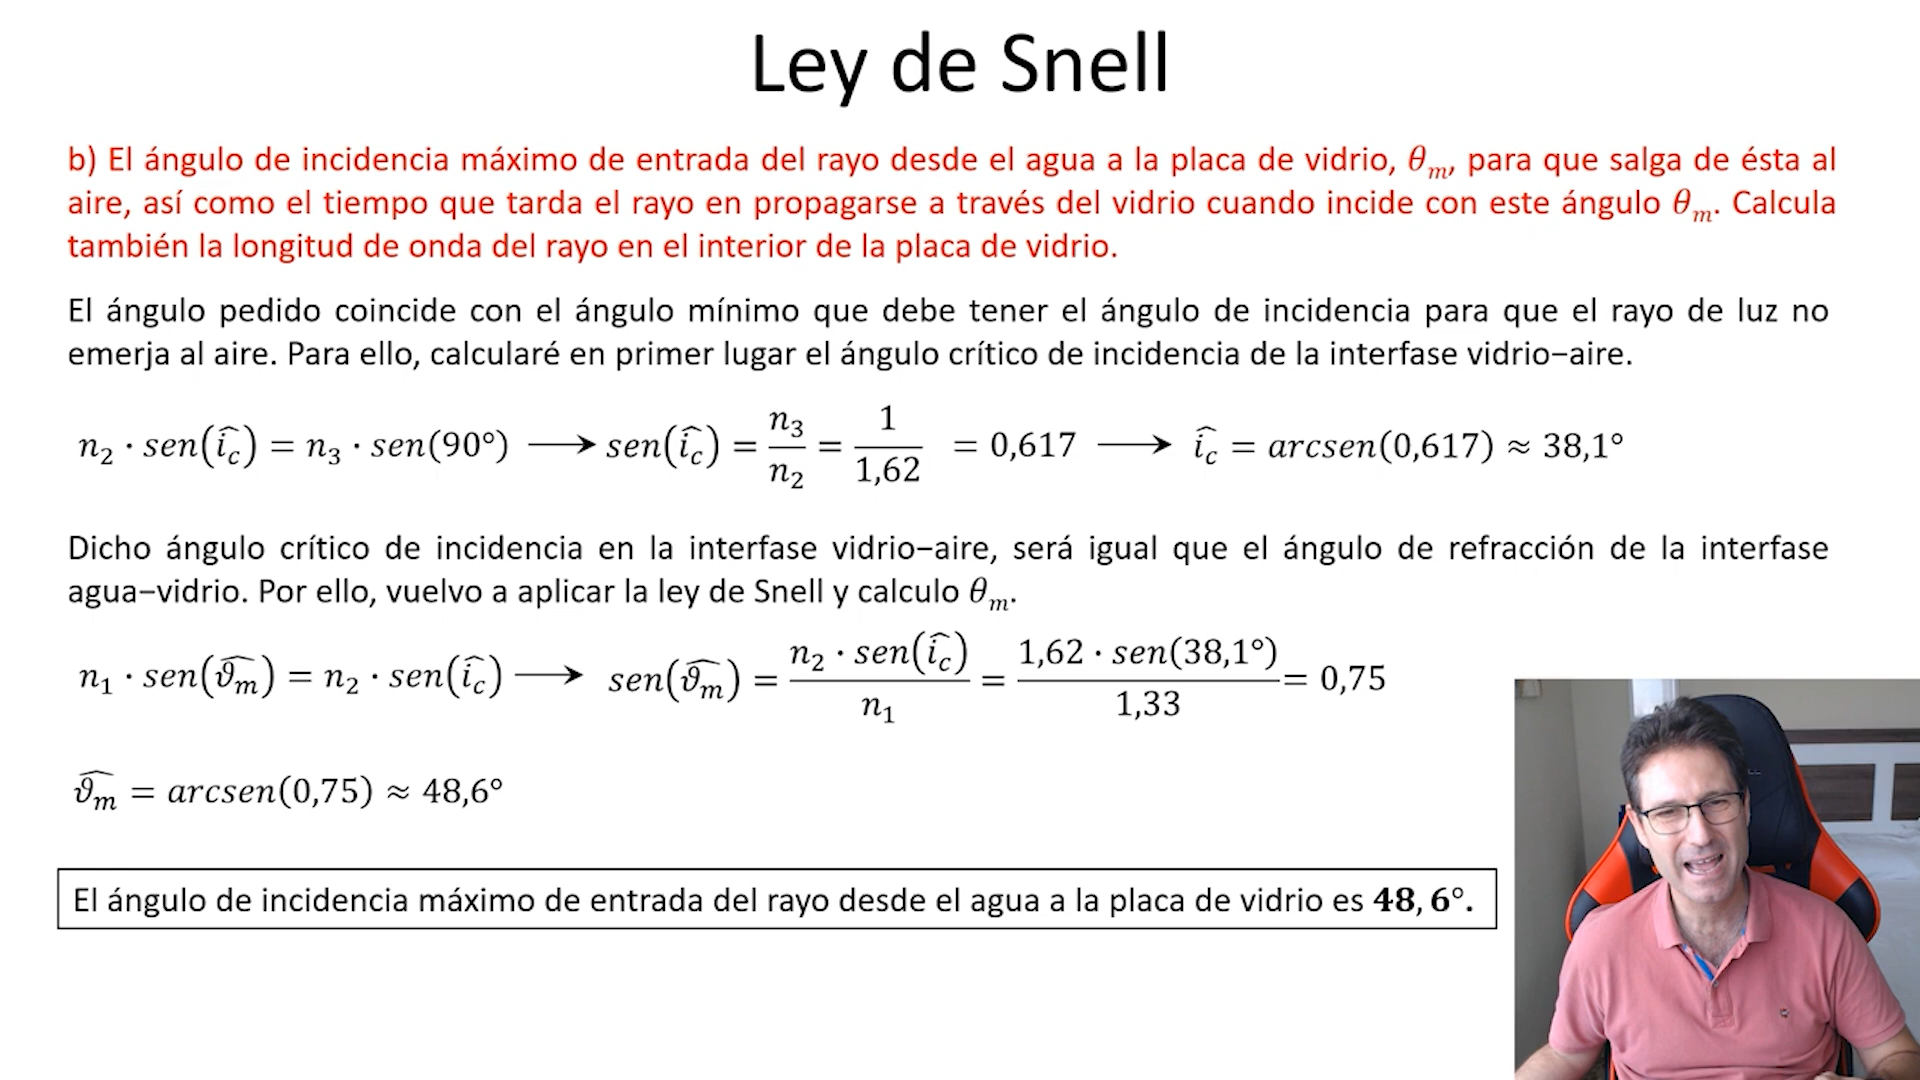 Ley de Snell
b) El ángulo de incidencia máximo de entrada del rayo desde el agua a la placa de vidrio, θₘ, para que salga de ésta al
aire, así como el tiempo que tarda el rayo en propagarse a través del vidrio cuando incide con este ángulo θₘ. Calcula
también la longitud de onda del rayo en el interior de la placa de vidrio.
El ángulo pedido coincide con el ángulo mínimo que debe tener el ángulo de incidencia para que el rayo de luz no
emerja al aire. Para ello, calcularé en primer lugar el ángulo crítico de incidencia de la interfase vidrio−aire.
n₂ · sen(î_c) = n₃ · sen(90°) ⟶ sen(î_c) = n₃/n₂ = 1/1,62 = 0,617 ⟶ î_c = arcsen(0,617) ≈ 38,1°
Dicho ángulo crítico de incidencia en la interfase vidrio−aire, será igual que el ángulo de refracción de la interfase
agua−vidrio. Por ello, vuelvo a aplicar la ley de Snell y calculo θₘ.
n₁ · sen(ϑₘ̂) = n₂ · sen(î_c) ⟶ sen(ϑₘ̂) = n₂ · sen(î_c)/n₁ = 1,62 · sen(38,1°)/1,33 = 0,75
ϑₘ̂ = arcsen(0,75) ≈ 48,6°
El ángulo de incidencia máximo de entrada del rayo desde el agua a la placa de vidrio es 48,6°.